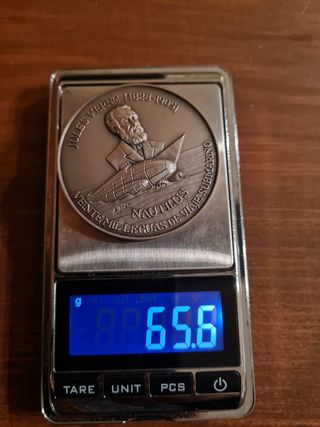 JULES VERNE (1828-1905)
NAUTILUS
VEINTE MIL LEGUAS DE VIAJE SUBMARINO
g
65.6
TARE
UNIT
PCS